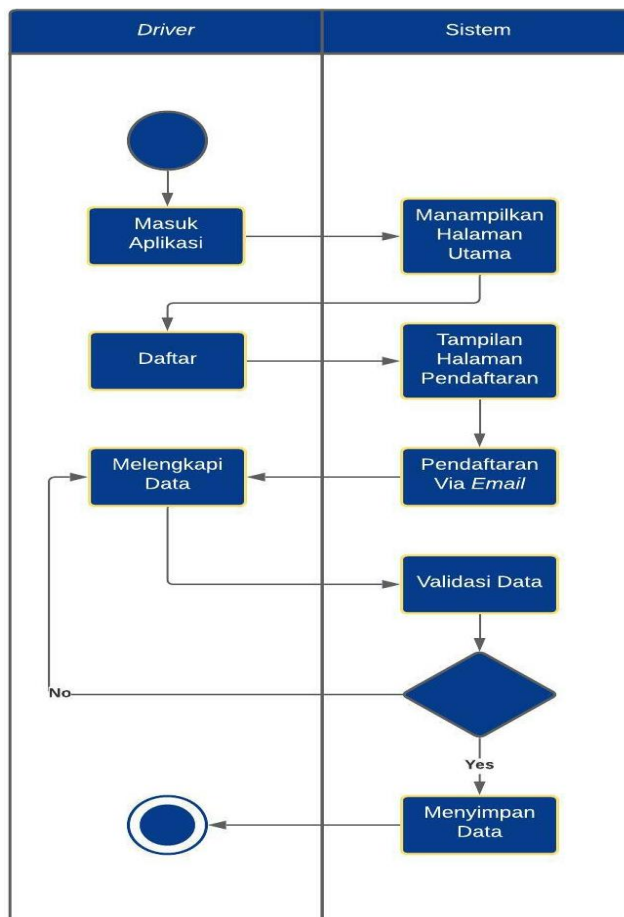 Driver
Sistem
Masuk
Aplikasi
Manampilkan
Halaman
Utama
Daftar
Tampilan
Halaman
Pendaftaran
Melengkapi
Data
Pendaftaran
Via Email
Validasi Data
No
Yes
Menyimpan
Data